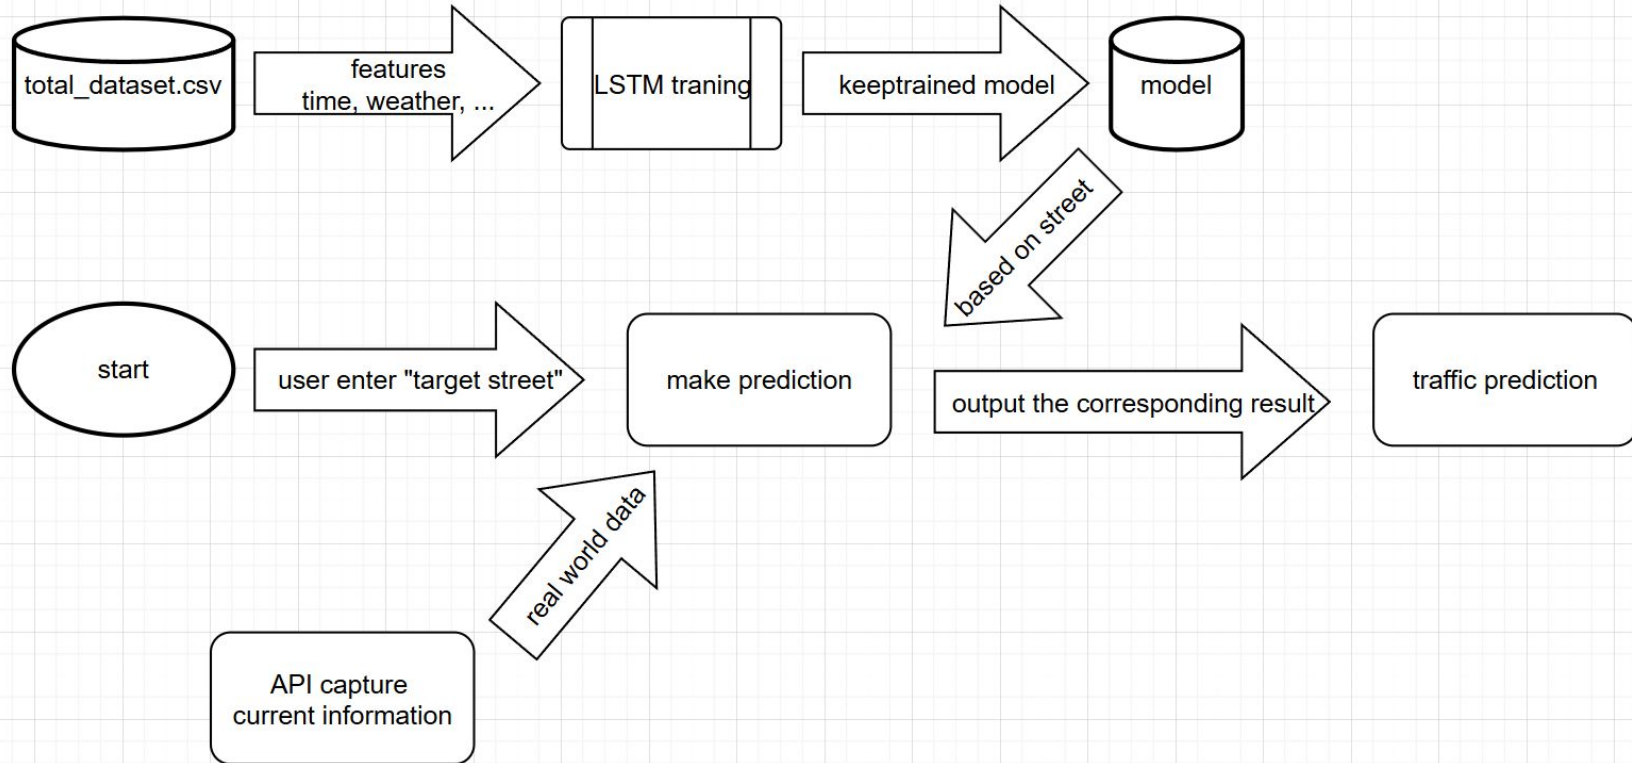 total_dataset.csv
features
time, weather, ...
LSTM traning
keeptrained model
model
based on street
start
user enter "target street"
make prediction
output the corresponding result
traffic prediction
real world data
API capture
current information